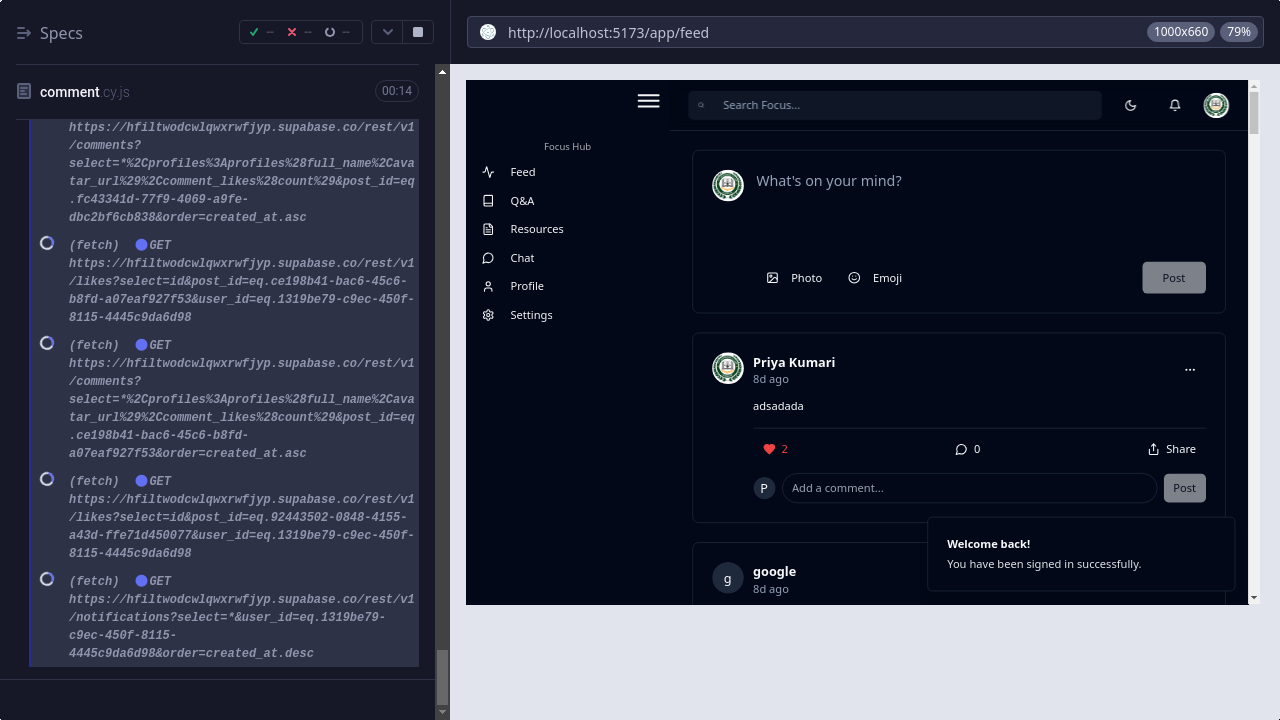 Specs
--
--
--
http://localhost:5173/app/feed
1000x660
79%
comment.cy.js
00:14
https://hfiltwodcwlqwxrwfjyp.supabase.co/rest/v1
/comments?
select=*%2Cprofiles%3Aprofiles%28full_name%2Cava
tar_url%29%2Ccomment_likes%28count%29&post_id=eq
.fc43341d-77f9-4069-a9fe-
dbc2bf6cb838&order=created_at.asc
(fetch) GET
https://hfiltwodcwlqwxrwfjyp.supabase.co/rest/v1
/likes?select=id&post_id=eq.ce198b41-bac6-45c6-
b8fd-a07eaf927f53&user_id=eq.1319be79-c9ec-450f-
8115-4445c9da6d98
(fetch) GET
https://hfiltwodcwlqwxrwfjyp.supabase.co/rest/v1
/comments?
select=*%2Cprofiles%3Aprofiles%28full_name%2Cava
tar_url%29%2Ccomment_likes%28count%29&post_id=eq
.ce198b41-bac6-45c6-b8fd-
a07eaf927f53&order=created_at.asc
(fetch) GET
https://hfiltwodcwlqwxrwfjyp.supabase.co/rest/v1
/likes?select=id&post_id=eq.92443502-0848-4155-
a43d-ffe71d450077&user_id=eq.1319be79-c9ec-450f-
8115-4445c9da6d98
(fetch) GET
https://hfiltwodcwlqwxrwfjyp.supabase.co/rest/v1
/notifications?select=*&user_id=eq.1319be79-
c9ec-450f-8115-
4445c9da6d98&order=created_at.desc
Search Focus...
Focus Hub
Feed
Q&A
Resources
Chat
Profile
Settings
What's on your mind?
Photo
Emoji
Post
Priya Kumari
8d ago
...
adsadada
2
0
Share
P
Add a comment...
Post
g
google
8d ago
Welcome back!
You have been signed in successfully.